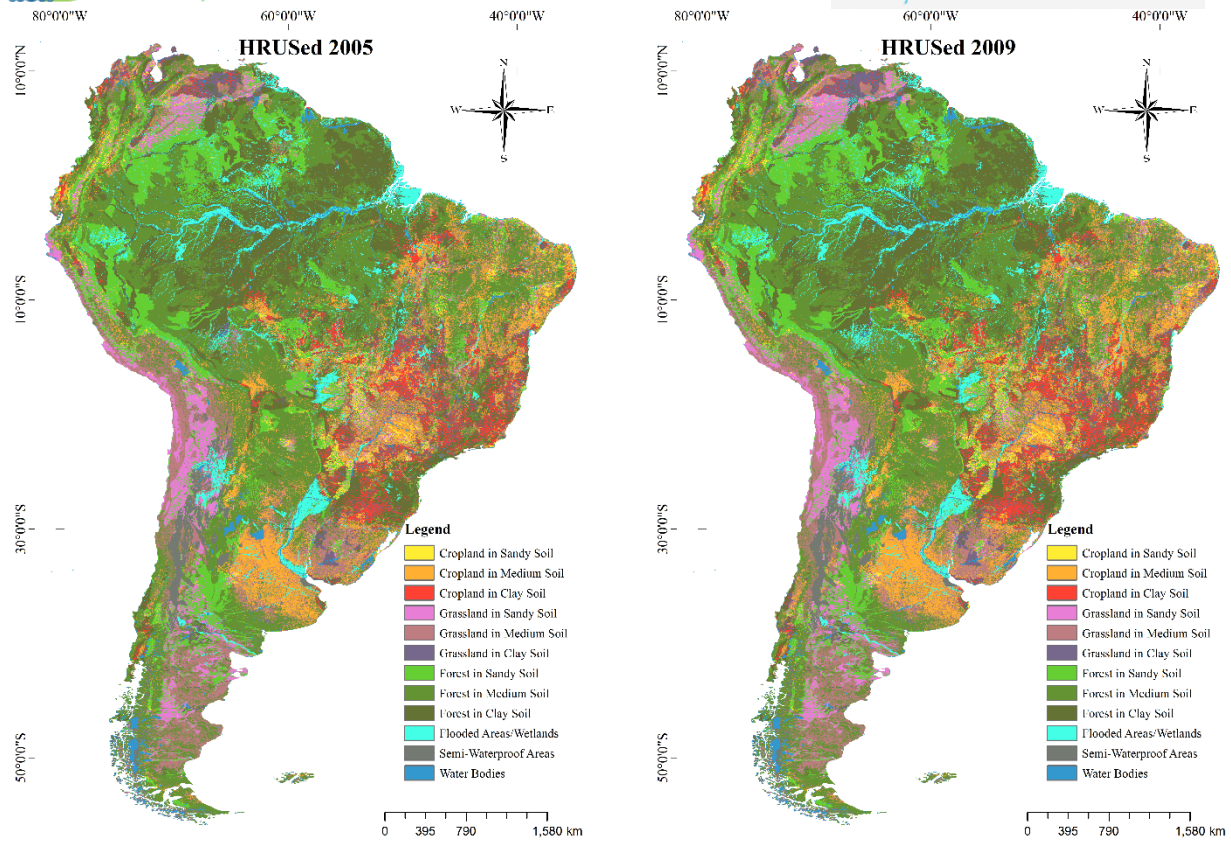 80°0'0"W 60°0'0"W 40°0'0"W
HRUSed 2005
10°0'0"N
N
W E
S
10°0'0"S
30°0'0"S
50°0'0"S
Legend
Cropland in Sandy Soil
Cropland in Medium Soil
Cropland in Clay Soil
Grassland in Sandy Soil
Grassland in Medium Soil
Grassland in Clay Soil
Forest in Sandy Soil
Forest in Medium Soil
Forest in Clay Soil
Flooded Areas/Wetlands
Semi-Waterproof Areas
Water Bodies
0 395 790 1,580 km
80°0'0"W 60°0'0"W 40°0'0"W
HRUSed 2009
10°0'0"N
N
W E
S
10°0'0"S
30°0'0"S
50°0'0"S
Legend
Cropland in Sandy Soil
Cropland in Medium Soil
Cropland in Clay Soil
Grassland in Sandy Soil
Grassland in Medium Soil
Grassland in Clay Soil
Forest in Sandy Soil
Forest in Medium Soil
Forest in Clay Soil
Flooded Areas/Wetlands
Semi-Waterproof Areas
Water Bodies
0 395 790 1,580 km